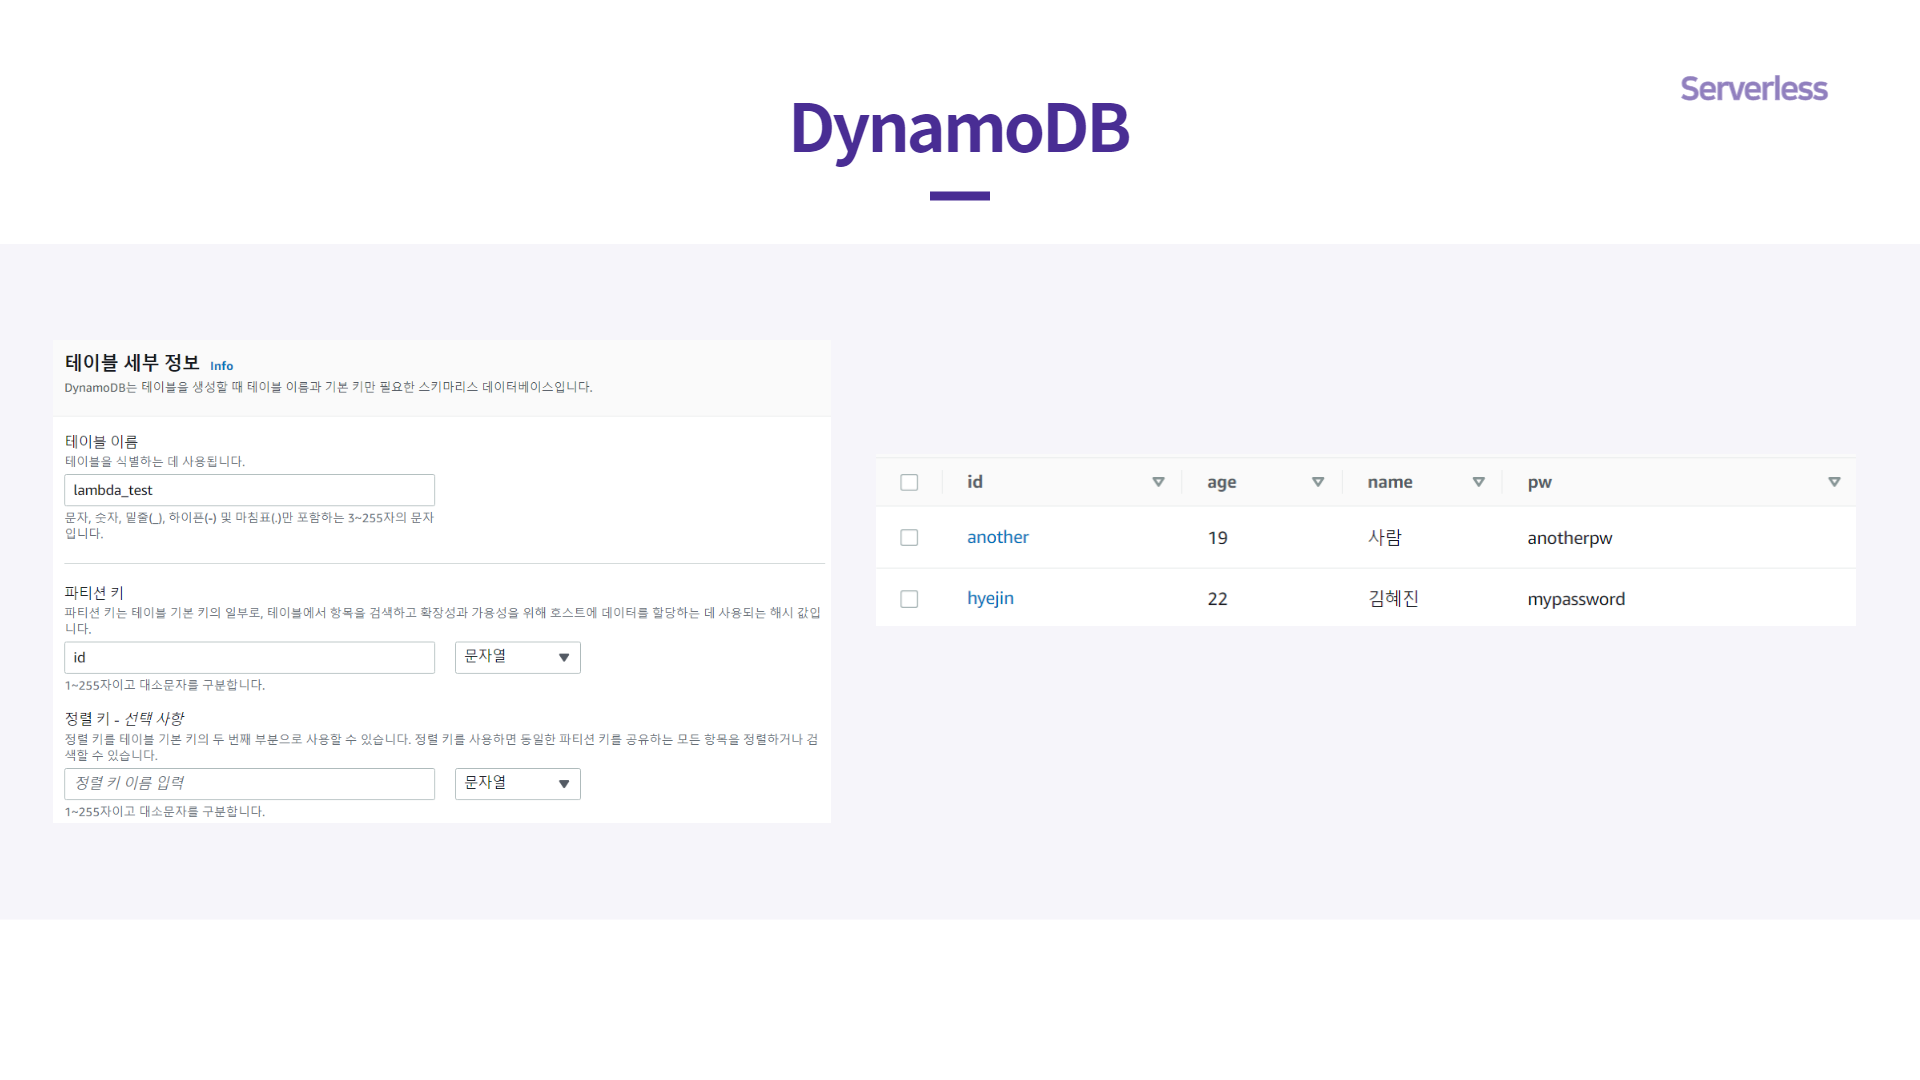 Serverless
DynamoDB
테이블 세부 정보 Info
DynamoDB는 테이블을 생성할 때 테이블 이름과 기본 키만 필요한 스키마리스 데이터베이스입니다.
테이블 이름
테이블을 식별하는 데 사용됩니다.
lambda_test
문자, 숫자, 밑줄(_), 하이픈(-) 및 마침표(.)만 포함하는 3~255자의 문자
입니다.
파티션 키
파티션 키는 테이블 기본 키의 일부로, 테이블에서 항목을 검색하고 확장성과 가용성을 위해 호스트에 데이터를 할당하는 데 사용되는 해시 값입
니다.
id 문자열
1~255자이고 대소문자를 구분합니다.
정렬 키 - 선택 사항
정렬 키를 테이블 기본 키의 두 번째 부분으로 사용할 수 있습니다. 정렬 키를 사용하면 동일한 파티션 키를 공유하는 모든 항목을 정렬하거나 검
색할 수 있습니다.
정렬 키 이름 입력 문자열
1~255자이고 대소문자를 구분합니다.
id age name pw
another 19 사람 anotherpw
hyejin 22 김혜진 mypassword